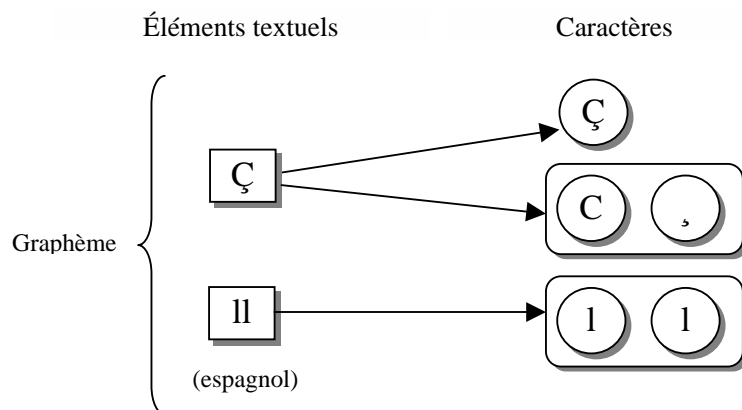 Éléments textuels Caractères
Ç
Ç
C ¸
Graphème
ll l l
(espagnol)